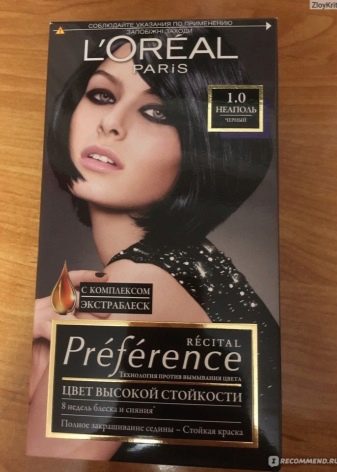 ZloyKrit
СОБЛЮДАЙТЕ УКАЗАНИЯ ПО ПРИМЕНЕНИЮ
ЗАПОБІЖНІ ЗАХОДИ
L'ORÉAL
PARIS
1.0
НЕАПОЛЬ
ЧЕРНЫЙ
С КОМПЛЕКСОМ
ЭКСТРАБЛЕСК
RÉCITAL
Préférence
ТЕХНОЛОГИЯ ПРОТИВ ВЫМЫВАНИЯ ЦВЕТА
ЦВЕТ ВЫСОКОЙ СТОЙКОСТИ
8 недель блеска и сияния
Полное закрашивание седины – Стойкая краска
IRECOMMEND.RU